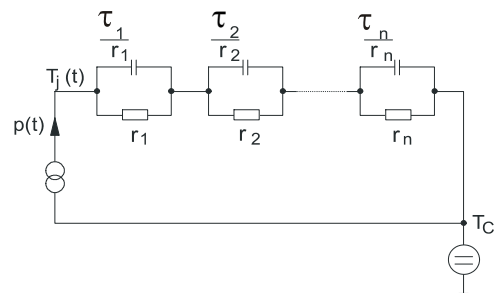 τ1 τ2 τn
r1 r2 rn
Tj (t)
r1 r2 rn
p(t)
TC